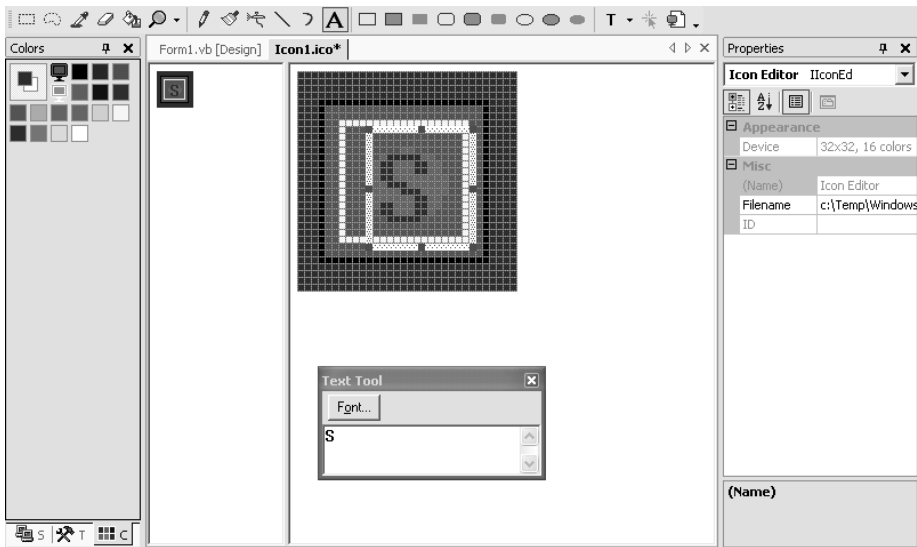 A
T
Colors
Form1.vb [Design]
Icon1.ico*
Properties
Icon Editor IIconEd
Appearance
Device 32x32, 16 colors
Misc
(Name) Icon Editor
Filename c:\Temp\Windows
ID
S
S
Text Tool
Font...
S
(Name)
S
T
C